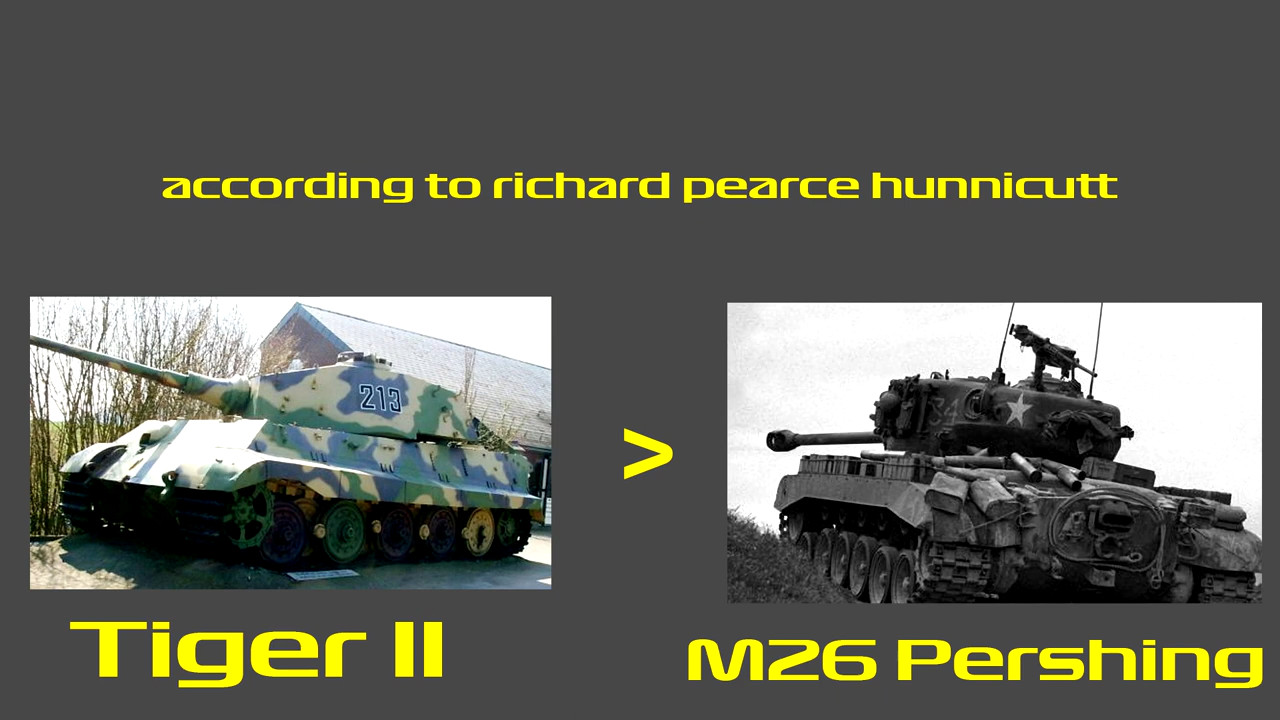 according to richard pearce hunnicutt
213
>
Tiger II
M26 Pershing